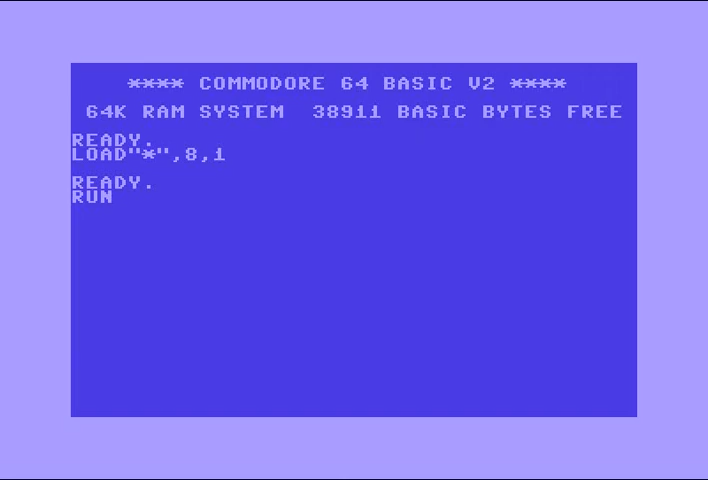 **** COMMODORE 64 BASIC V2 ****
64K RAM SYSTEM  38911 BASIC BYTES FREE
READY.
LOAD"*",8,1
READY.
RUN